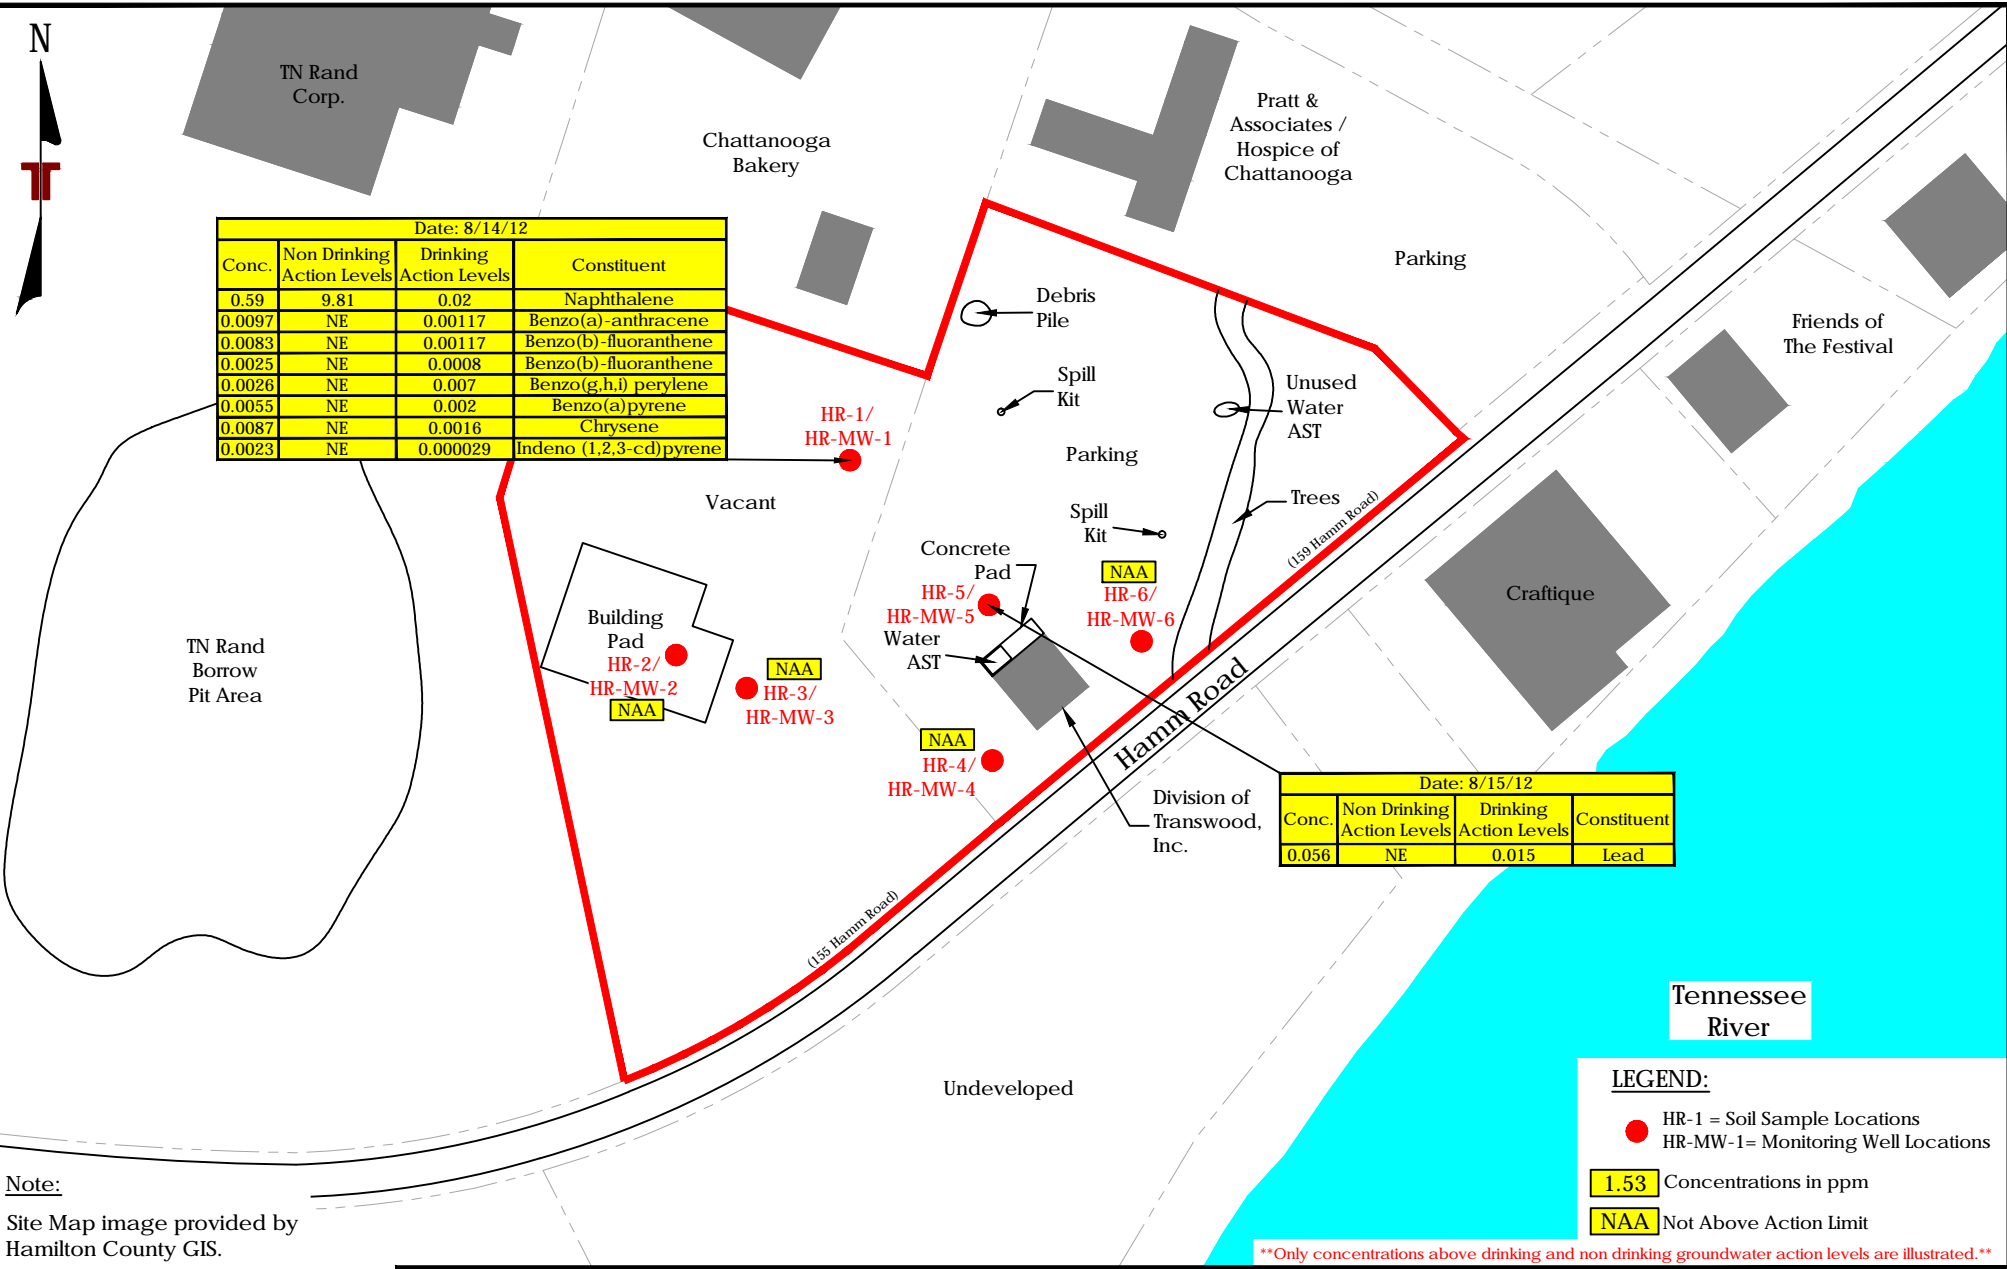 N
TN Rand
Corp.
Chattanooga
Bakery
Pratt &
Associates /
Hospice of
Chattanooga
Parking
Date: 8/14/12
Conc. Non Drinking Action Levels Drinking Action Levels Constituent
0.59 9.81 0.02 Naphthalene
0.0097 NE 0.00117 Benzo(a)-anthracene
0.0083 NE 0.00117 Benzo(b)-fluoranthene
0.0025 NE 0.0008 Benzo(b)-fluoranthene
0.0026 NE 0.007 Benzo(g,h,i) perylene
0.0055 NE 0.002 Benzo(a)pyrene
0.0087 NE 0.0016 Chrysene
0.0023 NE 0.000029 Indeno (1,2,3-cd)pyrene
Debris
Pile
Spill
Kit
Unused
Water
AST
Friends of
The Festival
HR-1/
HR-MW-1
Parking
Vacant
Trees
Spill
Kit
(159 Hamm Road)
Concrete
Pad
NAA
HR-5/
HR-MW-5
HR-6/
HR-MW-6
Craftique
Building
Pad
HR-2/
HR-MW-2
NAA
NAA
HR-3/
HR-MW-3
Water
AST
TN Rand
Borrow
Pit Area
NAA
HR-4/
HR-MW-4
Hamm Road
Division of
Transwood,
Inc.
Date: 8/15/12
Conc. Non Drinking Action Levels Drinking Action Levels Constituent
0.056 NE 0.015 Lead
(155 Hamm Road)
Tennessee
River
Undeveloped
LEGEND:
HR-1 = Soil Sample Locations
HR-MW-1= Monitoring Well Locations
1.53 Concentrations in ppm
NAA Not Above Action Limit
**Only concentrations above drinking and non drinking groundwater action levels are illustrated.**
Note:
Site Map image provided by
Hamilton County GIS.